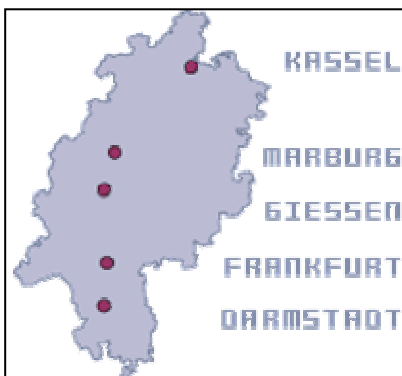 KASSEL
MARBURG
GIESSEN
FRANKFURT
DARMSTADT